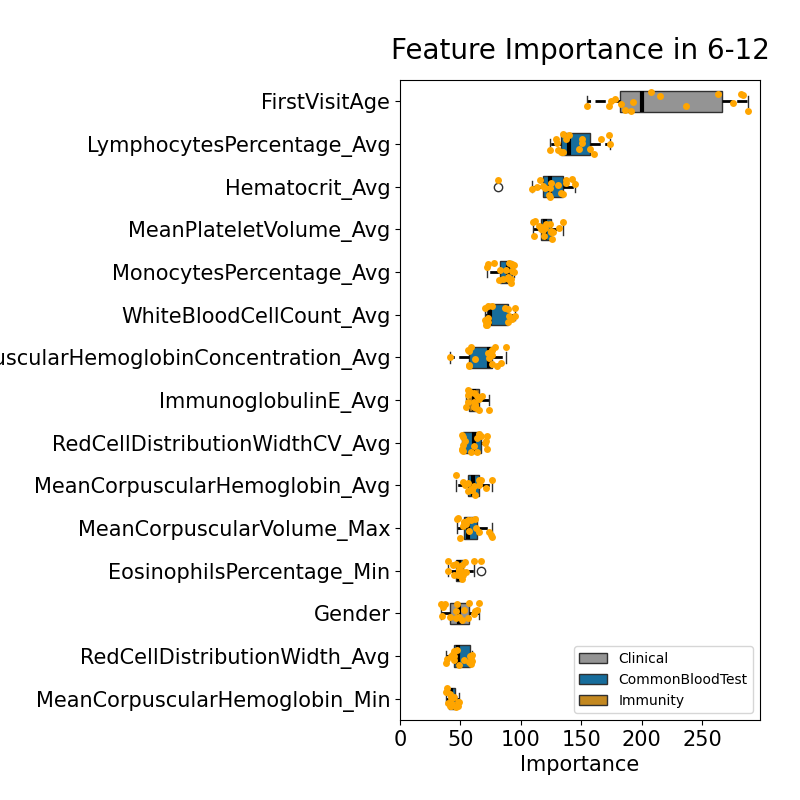 Feature Importance in 6-12
FirstVisitAge
LymphocytesPercentage_Avg
Hematocrit_Avg
MeanPlateletVolume_Avg
MonocytesPercentage_Avg
WhiteBloodCellCount_Avg
uscularHemoglobinConcentration_Avg
ImmunoglobulinE_Avg
RedCellDistributionWidthCV_Avg
MeanCorpuscularHemoglobin_Avg
MeanCorpuscularVolume_Max
EosinophilsPercentage_Min
Gender
RedCellDistributionWidth_Avg
MeanCorpuscularHemoglobin_Min
Clinical
CommonBloodTest
Immunity
0 50 100 150 200 250
Importance